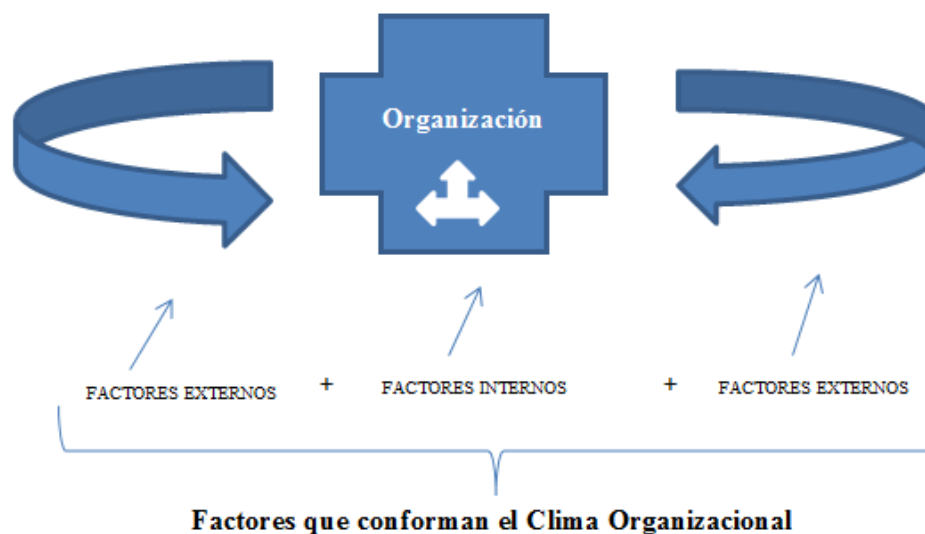 Organización
FACTORES EXTERNOS + FACTORES INTERNOS + FACTORES EXTERNOS
Factores que conforman el Clima Organizacional